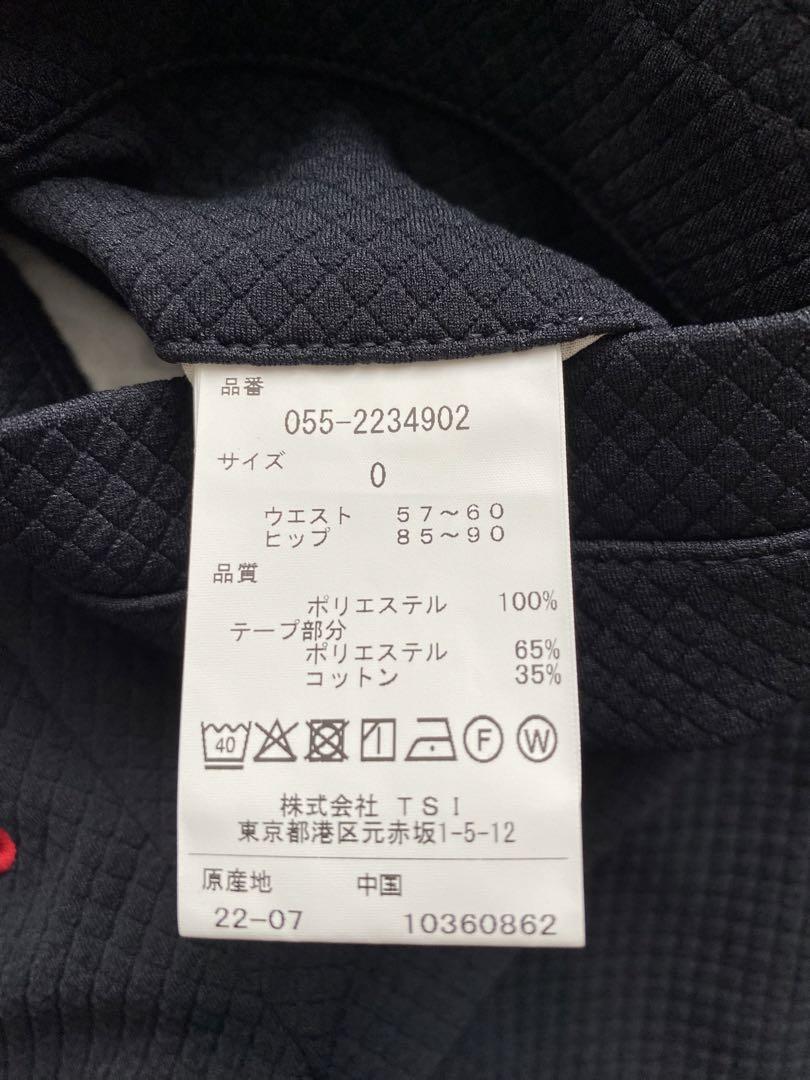 品番
055-2234902
サイズ
0
ウエスト 57～60
ヒップ 85～90
品質
ポリエステル 100%
テープ部分
ポリエステル 65%
コットン 35%
40 F W
株式会社 TSI
東京都港区元赤坂1-5-12
原産地 中国
22-07 10360862